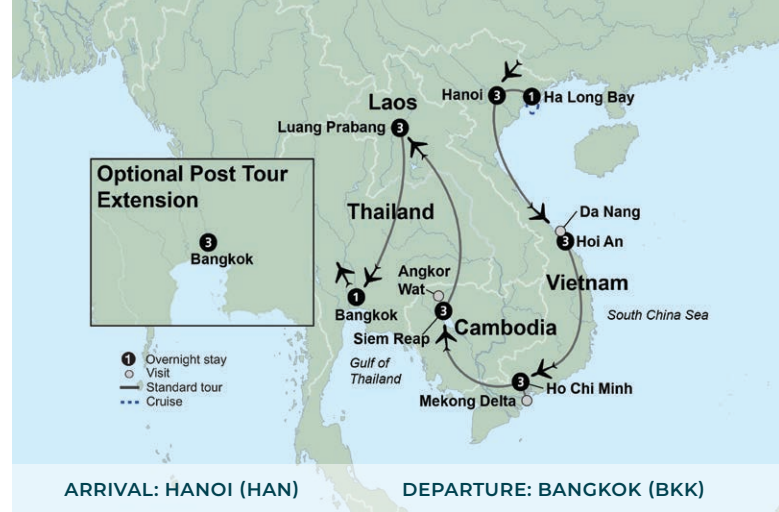 Hanoi 3
1 Ha Long Bay
Laos
Luang Prabang 3
Optional Post Tour
Extension
3
Bangkok
Thailand
Da Nang
3 Hoi An
Vietnam
Angkor
Wat
1
Bangkok
3
Siem Reap
Cambodia
South China Sea
Gulf of
Thailand
1 Overnight stay
Visit
Standard tour
Cruise
3 Ho Chi Minh
Mekong Delta
ARRIVAL: HANOI (HAN)
DEPARTURE: BANGKOK (BKK)